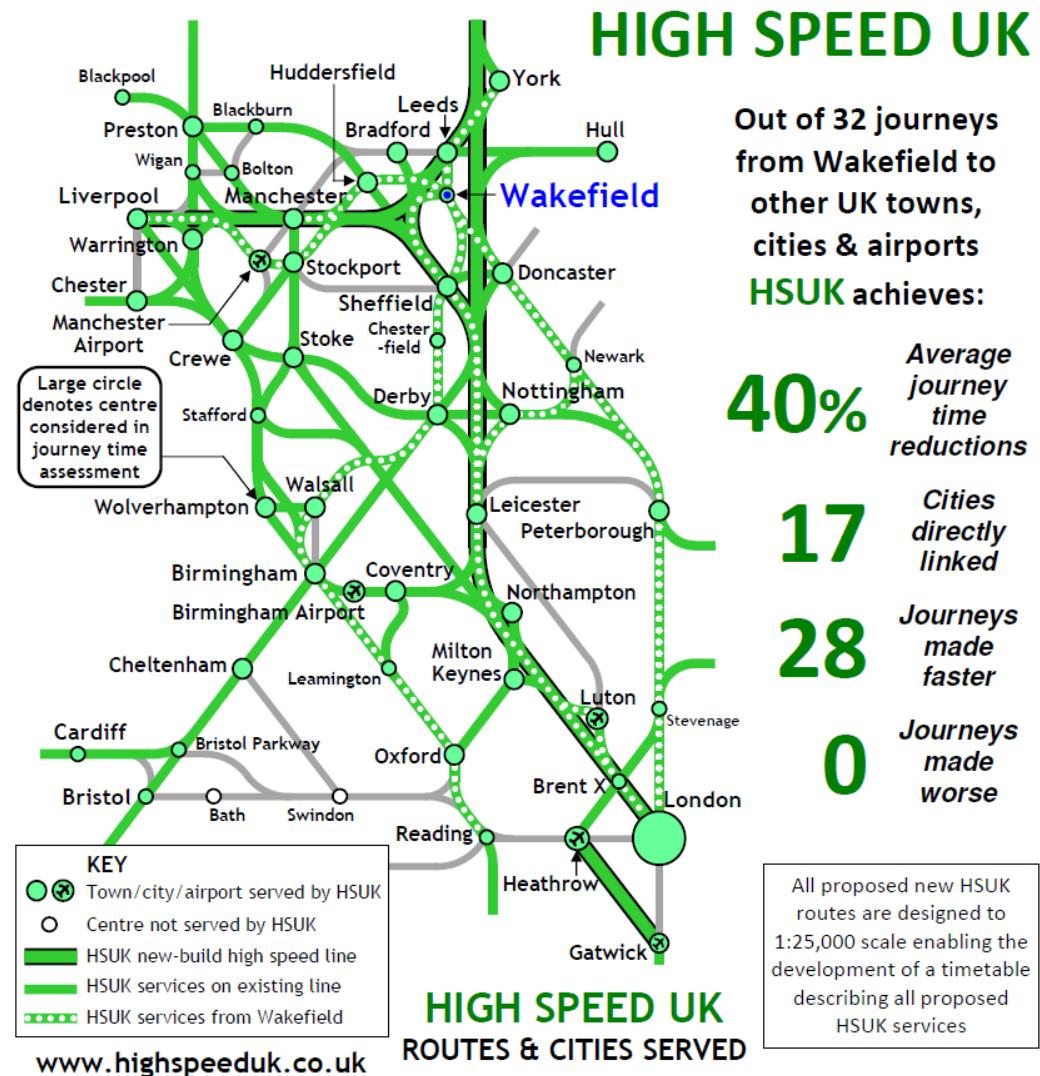 HIGH SPEED UK
Out of 32 journeys
from Wakefield to
other UK towns,
cities & airports
HSUK achieves:
40%
Average
journey
time
reductions
17
Cities
directly
linked
28
Journeys
made
faster
0
Journeys
made
worse
All proposed new HSUK
routes are designed to
1:25,000 scale enabling the
development of a timetable
describing all proposed
HSUK services
Blackpool
Huddersfield
York
Blackburn
Leeds
Preston
Bradford
Hull
Wigan
Bolton
Liverpool
Manchester
Wakefield
Warrington
Stockport
Doncaster
Chester
Sheffield
Manchester
Airport
Chester
-field
Crewe
Stoke
Newark
Large circle
denotes centre
considered in
journey time
assessment
Derby
Nottingham
Stafford
Walsall
Wolverhampton
Leicester
Peterborough
Birmingham
Coventry
Birmingham Airport
Northampton
Cheltenham
Leamington
Milton
Keynes
Luton
Stevenage
Cardiff
Bristol Parkway
Oxford
Brent X
London
Bristol
Bath
Swindon
Reading
Heathrow
Gatwick
KEY
Town/city/airport served by HSUK
Centre not served by HSUK
HSUK new-build high speed line
HSUK services on existing line
HSUK services from Wakefield
www.highspeeduk.co.uk
HIGH SPEED UK
ROUTES & CITIES SERVED